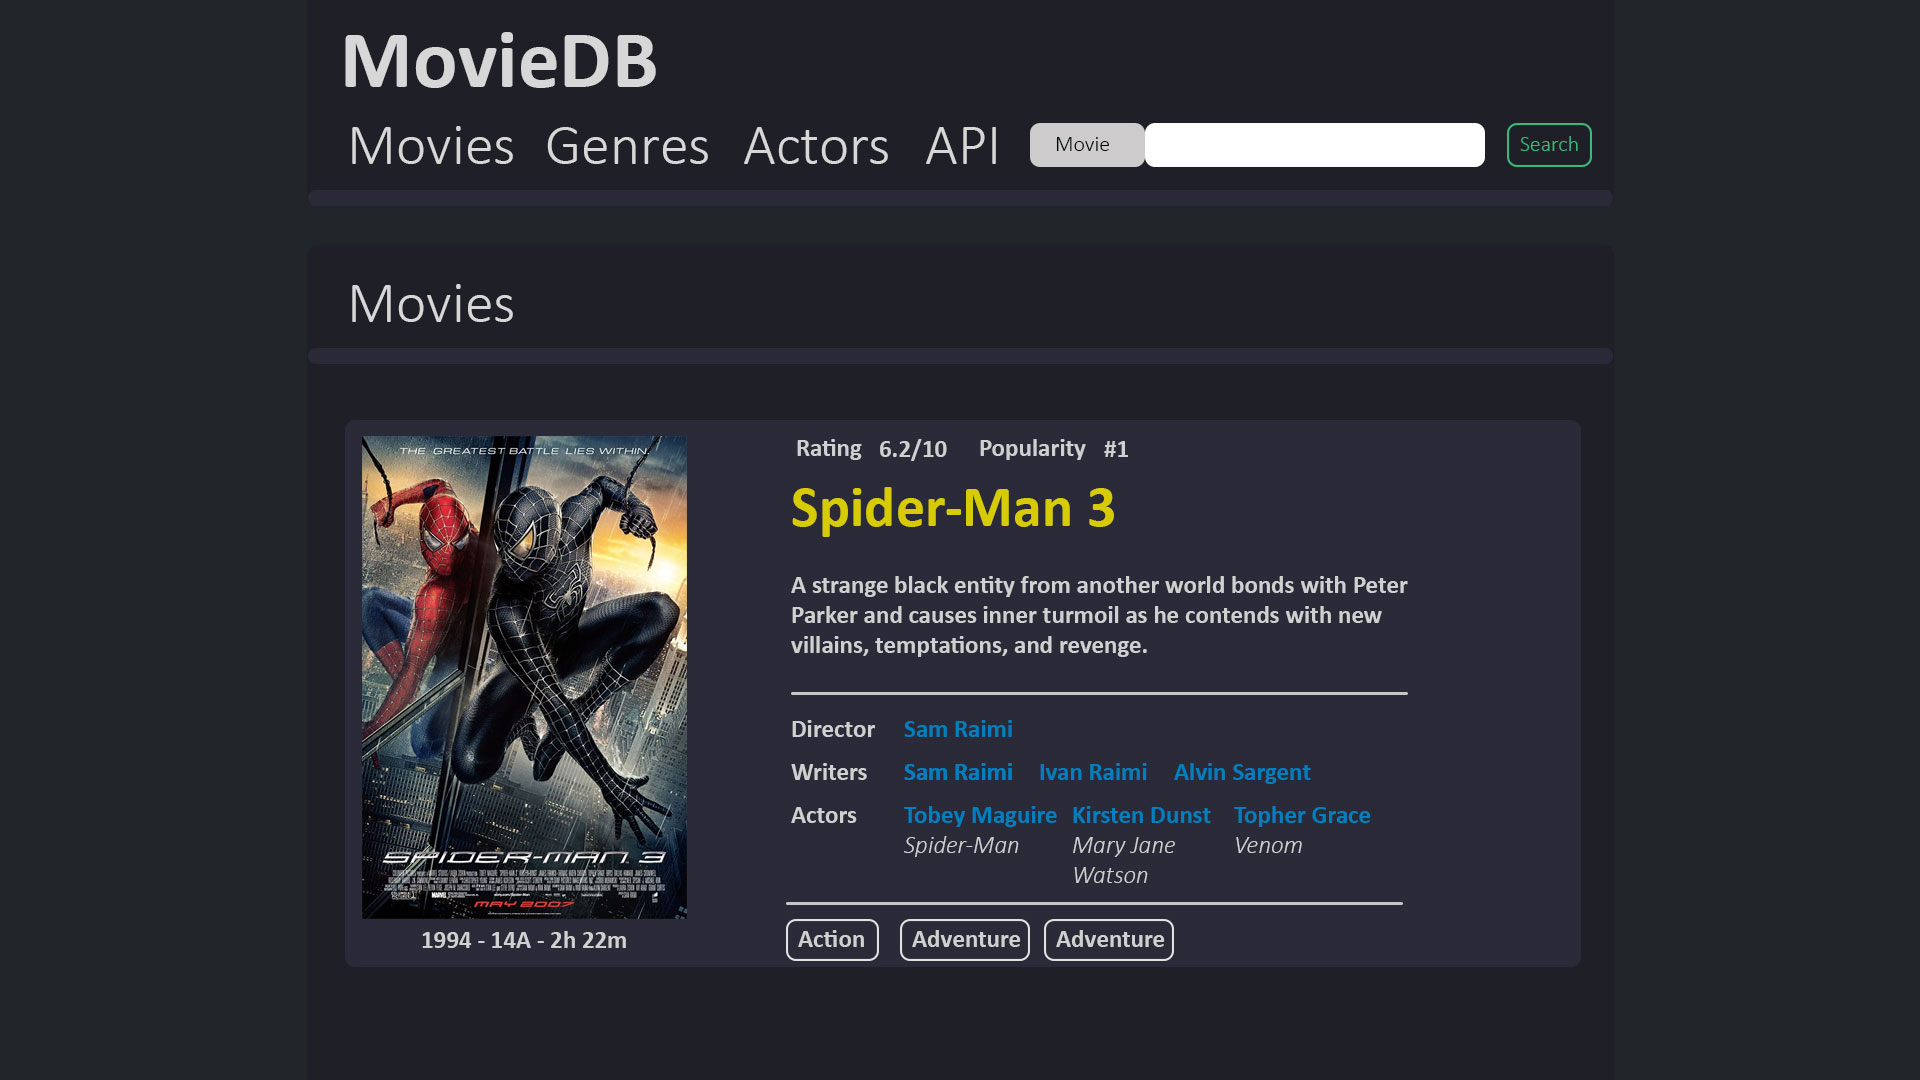 MovieDB
Movies Genres Actors API Movie Search
Movies
THE GREATEST BATTLE LIES WITHIN.
SPIDER-MAN 3
MAY 2007
1994 - 14A - 2h 22m
Rating 6.2/10 Popularity #1
Spider-Man 3
A strange black entity from another world bonds with Peter
Parker and causes inner turmoil as he contends with new
villains, temptations, and revenge.
Director Sam Raimi
Writers Sam Raimi Ivan Raimi Alvin Sargent
Actors Tobey Maguire Kirsten Dunst Topher Grace
Spider-Man Mary Jane Venom
Watson
Action Adventure Adventure